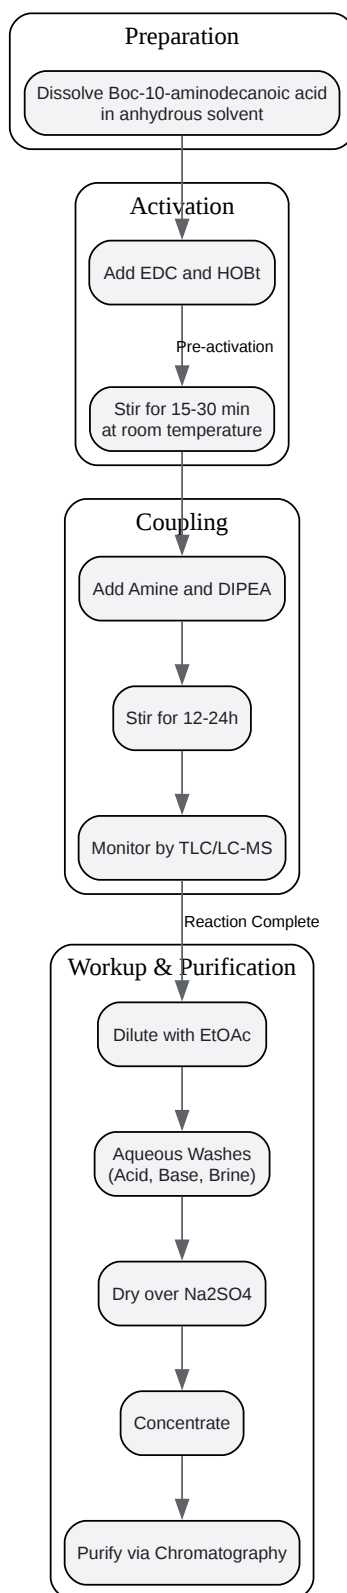 Preparation
Dissolve Boc-10-aminodecanoic acid
in anhydrous solvent
Activation
Add EDC and HOBt
Pre-activation
Stir for 15-30 min
at room temperature
Coupling
Add Amine and DIPEA
Stir for 12-24h
Monitor by TLC/LC-MS
Reaction Complete
Workup & Purification
Dilute with EtOAc
Aqueous Washes
(Acid, Base, Brine)
Dry over Na2SO4
Concentrate
Purify via Chromatography